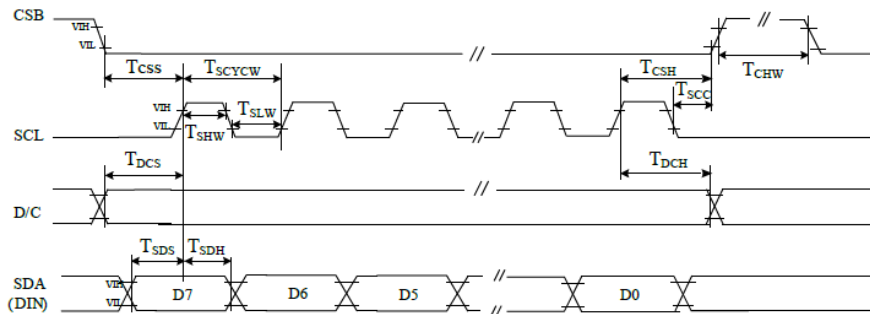 CSB
VIH
VIL
Tcss
TSCYCW
TCSH
TCHW
TSCC
VIH
VIL
SCL
TSHW
TSLW
TDCS
TDCH
D/C
TSDS
TSDH
SDA
(DIN)
VIH
VIL
D7
D6
D5
D0